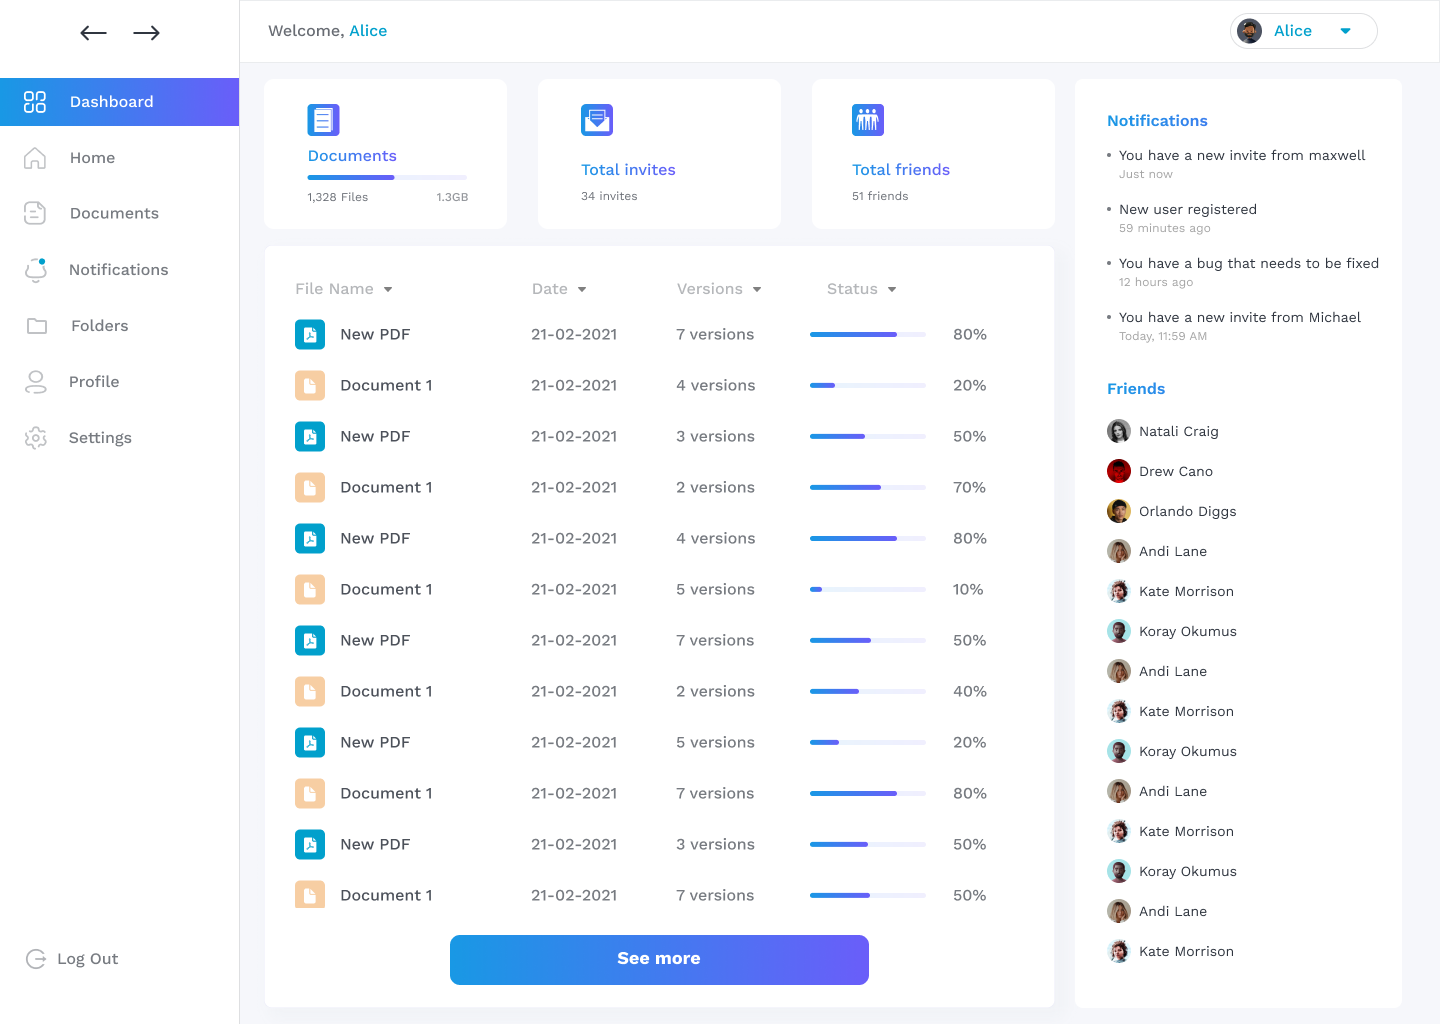 Welcome, Alice
Alice
Dashboard
Home
Documents
Notifications
Folders
Profile
Settings
Log Out
Documents
1,328 Files 1.3GB
Total invites
34 invites
Total friends
51 friends
File Name Date Versions Status
New PDF 21-02-2021 7 versions 80%
Document 1 21-02-2021 4 versions 20%
New PDF 21-02-2021 3 versions 50%
Document 1 21-02-2021 2 versions 70%
New PDF 21-02-2021 4 versions 80%
Document 1 21-02-2021 5 versions 10%
New PDF 21-02-2021 7 versions 50%
Document 1 21-02-2021 2 versions 40%
New PDF 21-02-2021 5 versions 20%
Document 1 21-02-2021 7 versions 80%
New PDF 21-02-2021 3 versions 50%
Document 1 21-02-2021 7 versions 50%
See more
Notifications
You have a new invite from maxwell
Just now
New user registered
59 minutes ago
You have a bug that needs to be fixed
12 hours ago
You have a new invite from Michael
Today, 11:59 AM
Friends
Natali Craig
Drew Cano
Orlando Diggs
Andi Lane
Kate Morrison
Koray Okumus
Andi Lane
Kate Morrison
Koray Okumus
Andi Lane
Kate Morrison
Koray Okumus
Andi Lane
Kate Morrison